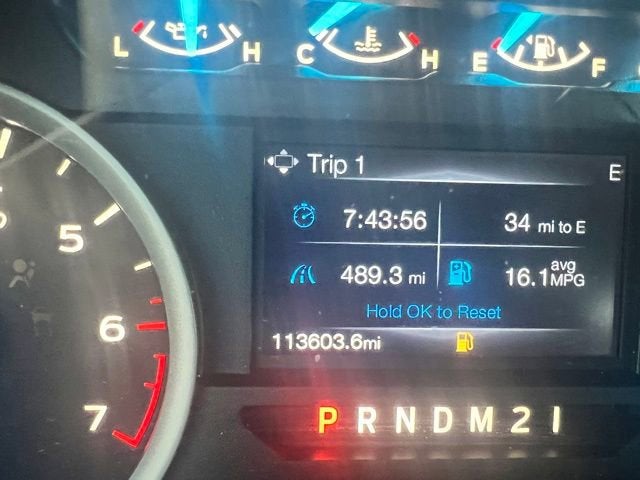 L H C H E F
Trip 1 E
7:43:56 34 mi to E
489.3 mi 16.1 avg MPG
Hold OK to Reset
113603.6mi
5
6
7
P R N D M 2 1